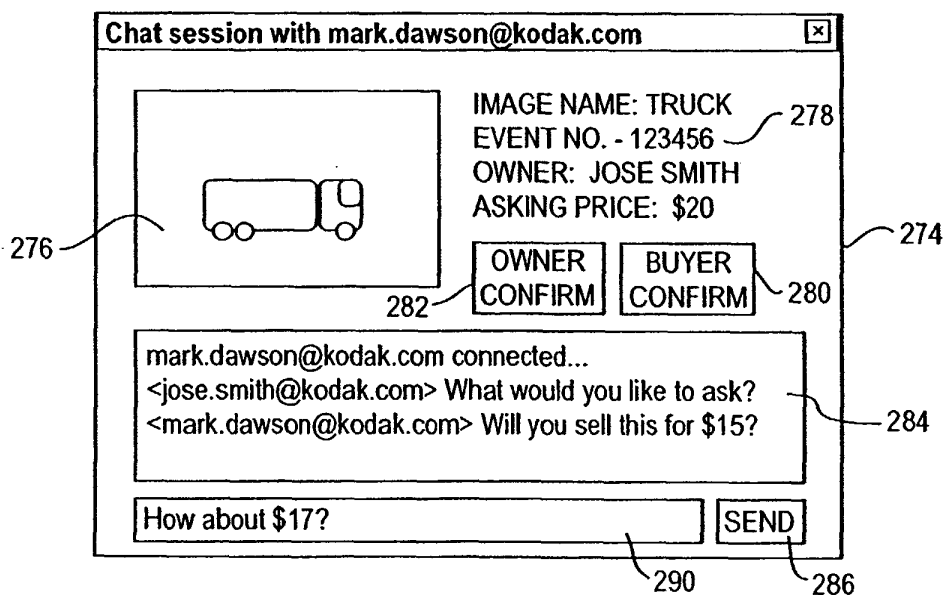 Chat session with mark.dawson@kodak.com
IMAGE NAME: TRUCK
278
EVENT NO. - 123456
OWNER: JOSE SMITH
ASKING PRICE: $20
276
274
OWNER
CONFIRM
BUYER
CONFIRM
282
280
mark.dawson@kodak.com connected...
<jose.smith@kodak.com> What would you like to ask?
<mark.dawson@kodak.com> Will you sell this for $15?
284
How about $17?
SEND
290
286